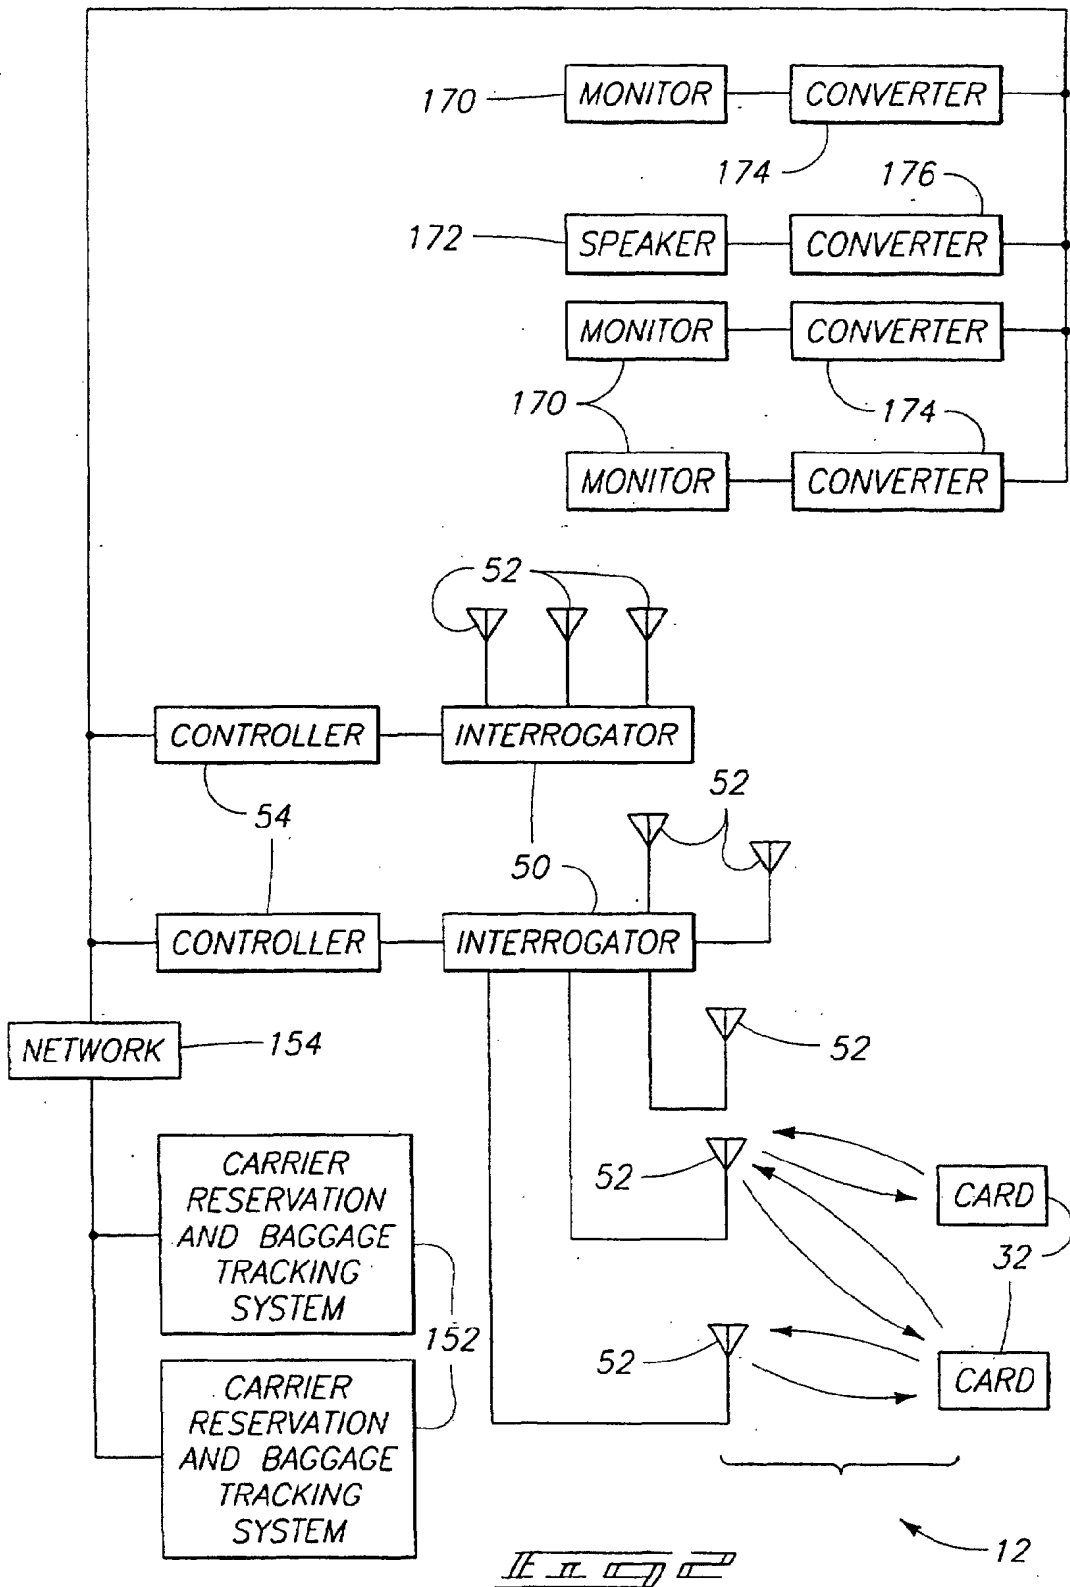 170 MONITOR CONVERTER
174 176
172 SPEAKER CONVERTER
MONITOR CONVERTER
170 174
MONITOR CONVERTER
52
CONTROLLER INTERROGATOR
52
54
50
CONTROLLER INTERROGATOR
NETWORK 154 52
CARRIER
RESERVATION
AND BAGGAGE
TRACKING
SYSTEM
52 CARD
32
152
52 CARD
CARRIER
RESERVATION
AND BAGGAGE
TRACKING
SYSTEM
12
FIG 2